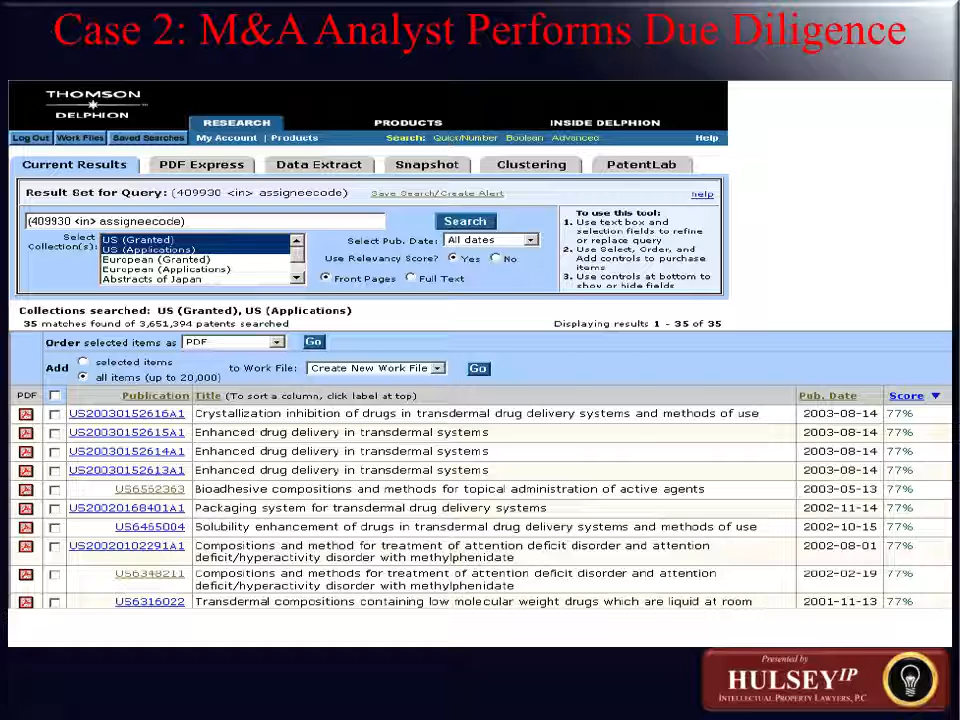 Case 2: M&A Analyst Performs Due Diligence
THOMSON
DELPHION
RESEARCH PRODUCTS INSIDE DELPHION
Log Out Work Files Saved Searches My Account | Products Search: Quick/Number Boolean Advanced Help
Current Results PDF Express Data Extract Snapshot Clustering PatentLab
Result Set for Query: (409930 <in> assigneecode) Save Search/Create Alert help
(409930 <in> assigneecode) Search
Select Collection(s):
US (Granted)
US (Applications)
European (Granted)
European (Applications)
Abstracts of Japan
Select Pub. Date: All dates
Use Relevancy Score? Yes No
Front Pages Full Text
To use this tool:
1. Use text box and
selection fields to refine
or replace query
2. Use Select, Order, and
Add controls to purchase
items
3. Use controls at bottom to
show or hide fields
Collections searched: US (Granted), US (Applications)
35 matches found of 3,651,394 patents searched Displaying results 1 - 35 of 35
Order selected items as PDF Go
Add selected items
all items (up to 20,000) to Work File: Create New Work File Go
PDF Publication Title (To sort a column, click label at top) Pub. Date Score
US20030152616A1 Crystallization inhibition of drugs in transdermal drug delivery systems and methods of use 2003-08-14 77%
US20030152615A1 Enhanced drug delivery in transdermal systems 2003-08-14 77%
US20030152614A1 Enhanced drug delivery in transdermal systems 2003-08-14 77%
US20030152613A1 Enhanced drug delivery in transdermal systems 2003-08-14 77%
US6562363 Bioadhesive compositions and methods for topical administration of active agents 2003-05-13 77%
US20020168401A1 Packaging system for transdermal drug delivery systems 2002-11-14 77%
US6465004 Solubility enhancement of drugs in transdermal drug delivery systems and methods of use 2002-10-15 77%
US20020102291A1 Compositions and method for treatment of attention deficit disorder and attention
deficit/hyperactivity disorder with methylphenidate 2002-08-01 77%
US6348211 Compositions and methods for treatment of attention deficit disorder and attention
deficit/hyperactivity disorder with methylphenidate 2002-02-19 77%
US6316022 Transdermal compositions containing low molecular weight drugs which are liquid at room 2001-11-13 77%
Presented by
HULSEY IP
INTELLECTUAL PROPERTY LAWYERS, P.C